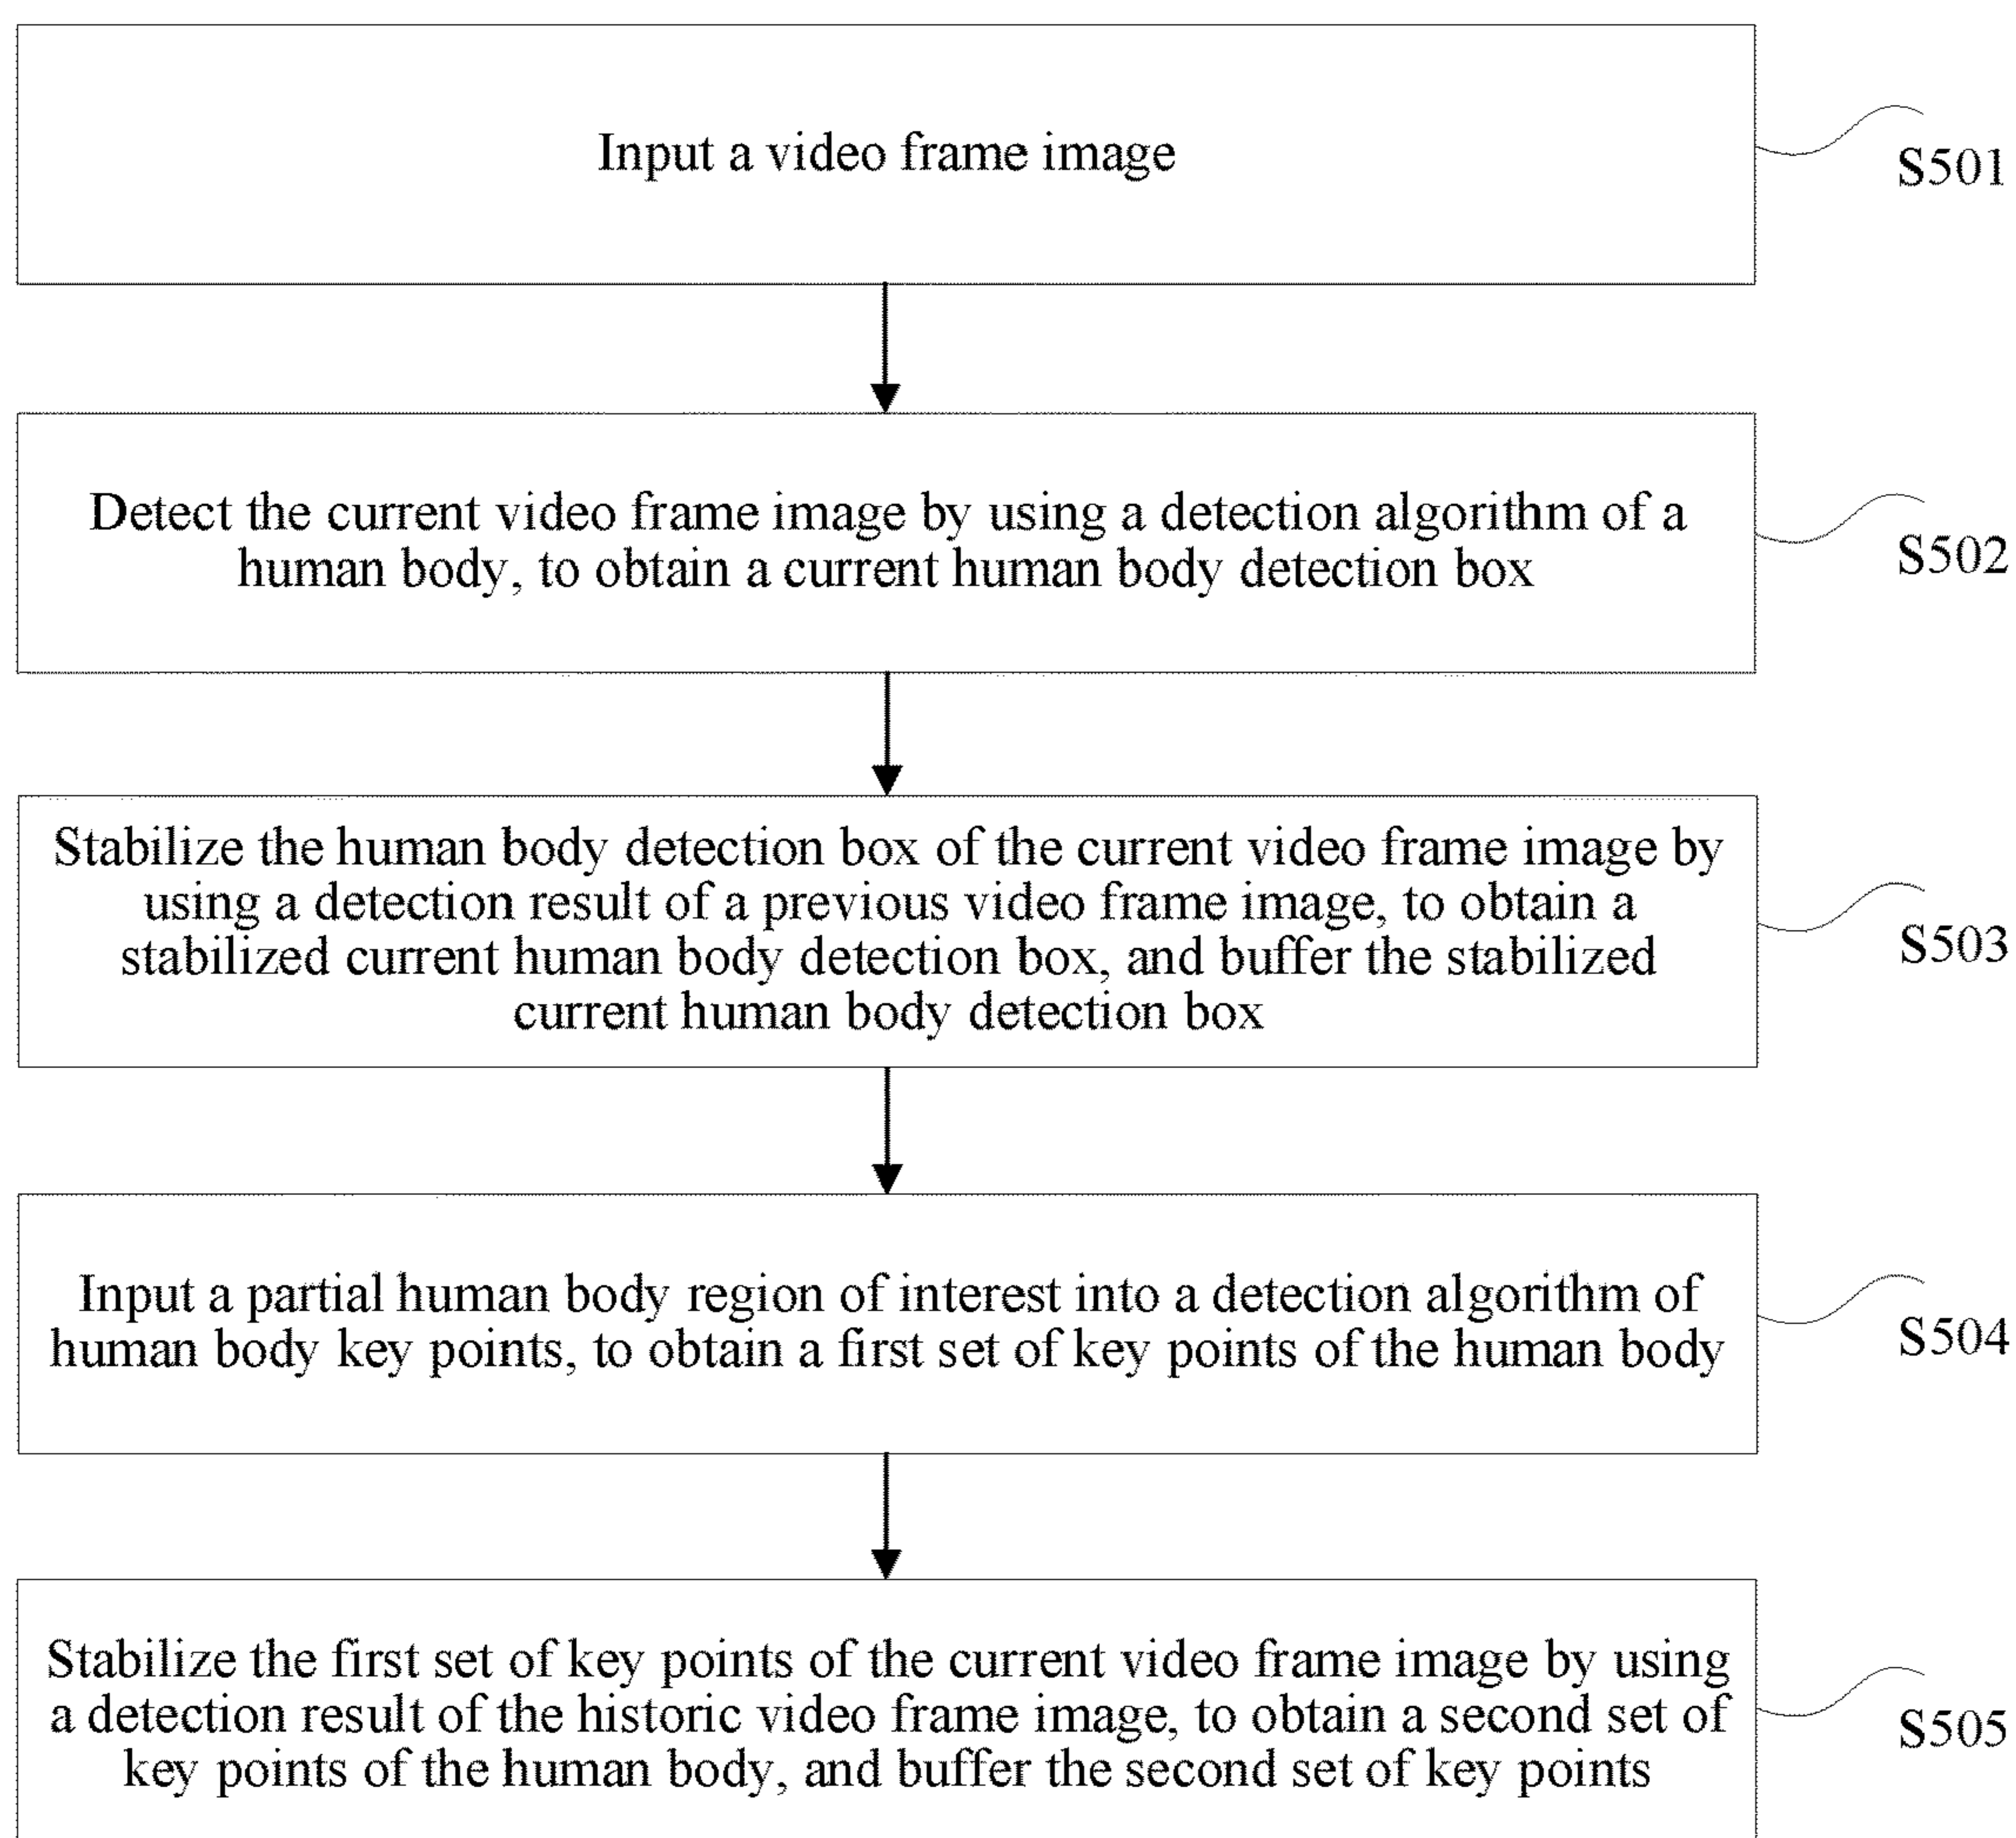 Input a video frame image
S501
Detect the current video frame image by using a detection algorithm of a
human body, to obtain a current human body detection box
S502
Stabilize the human body detection box of the current video frame image by
using a detection result of a previous video frame image, to obtain a
stabilized current human body detection box, and buffer the stabilized
current human body detection box
S503
Input a partial human body region of interest into a detection algorithm of
human body key points, to obtain a first set of key points of the human body
S504
Stabilize the first set of key points of the current video frame image by using
a detection result of the historic video frame image, to obtain a second set of
key points of the human body, and buffer the second set of key points
S505